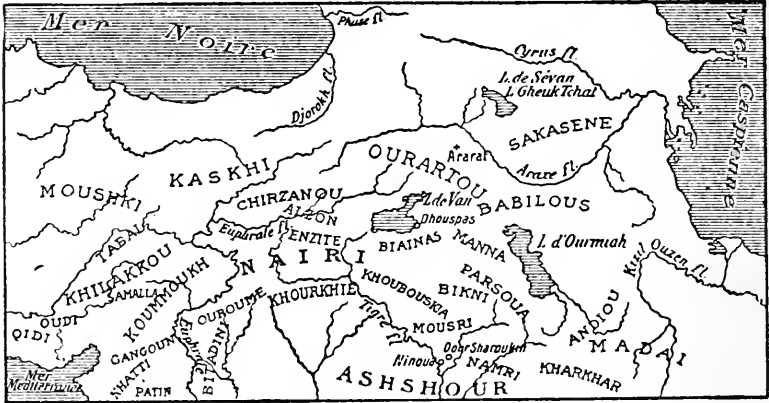 Mer Noire
Phase fl.
Cyrus fl.
Mer Caspienne
Djorokh fl.
L. de Sévan
L. Gheuk Tchaï
SAKASENE
KASKHI
OURARTOU
Ararat
Araxe fl.
MOUSHKI
CHIRZANOU
ALZON
L. de Van
Dhouspas
BABILOUS
TABAL
Euphrate fl.
ENZITE
BIAINAS
MANNA
L. d'Ourmiah
Kizil Ouzen fl.
NAIRI
KHILAKKOU
SAMALLA
KOUMMOUKH
KHOURKHIE
KHOUBOUSKIA
PARSOUA
BIKNI
OUDI
QIDI
OUROUME
Tigre fl.
MOUSRI
ANDIOU
MADAI
GANGOUM
Euphrate
Dour Sharoukin
Ninoua
NAMRI
KHARKHAR
Mer
Mediterranée
KHATTI
PATIN
ASHSHOUR